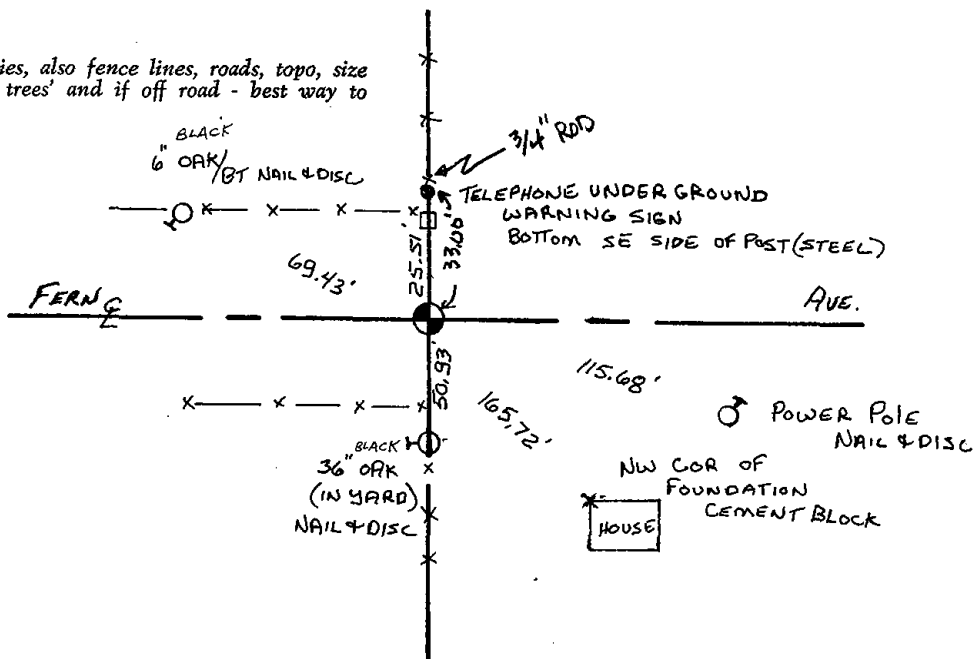 ies, also fence lines, roads, topo, size
trees' and if off road - best way to
BLACK
6" OAK/BT NAIL & DISC
3/4" ROD
TELEPHONE UNDERGROUND
WARNING SIGN
BOTTOM SE SIDE OF POST (STEEL)
25.51'
33.00'
69.43'
FERN ℄
AVE.
50.93'
115.68'
165.72'
POWER POLE
NAIL & DISC
BLACK
36" OAK
(IN YARD)
NAIL & DISC
NW COR OF
FOUNDATION
CEMENT BLOCK
HOUSE